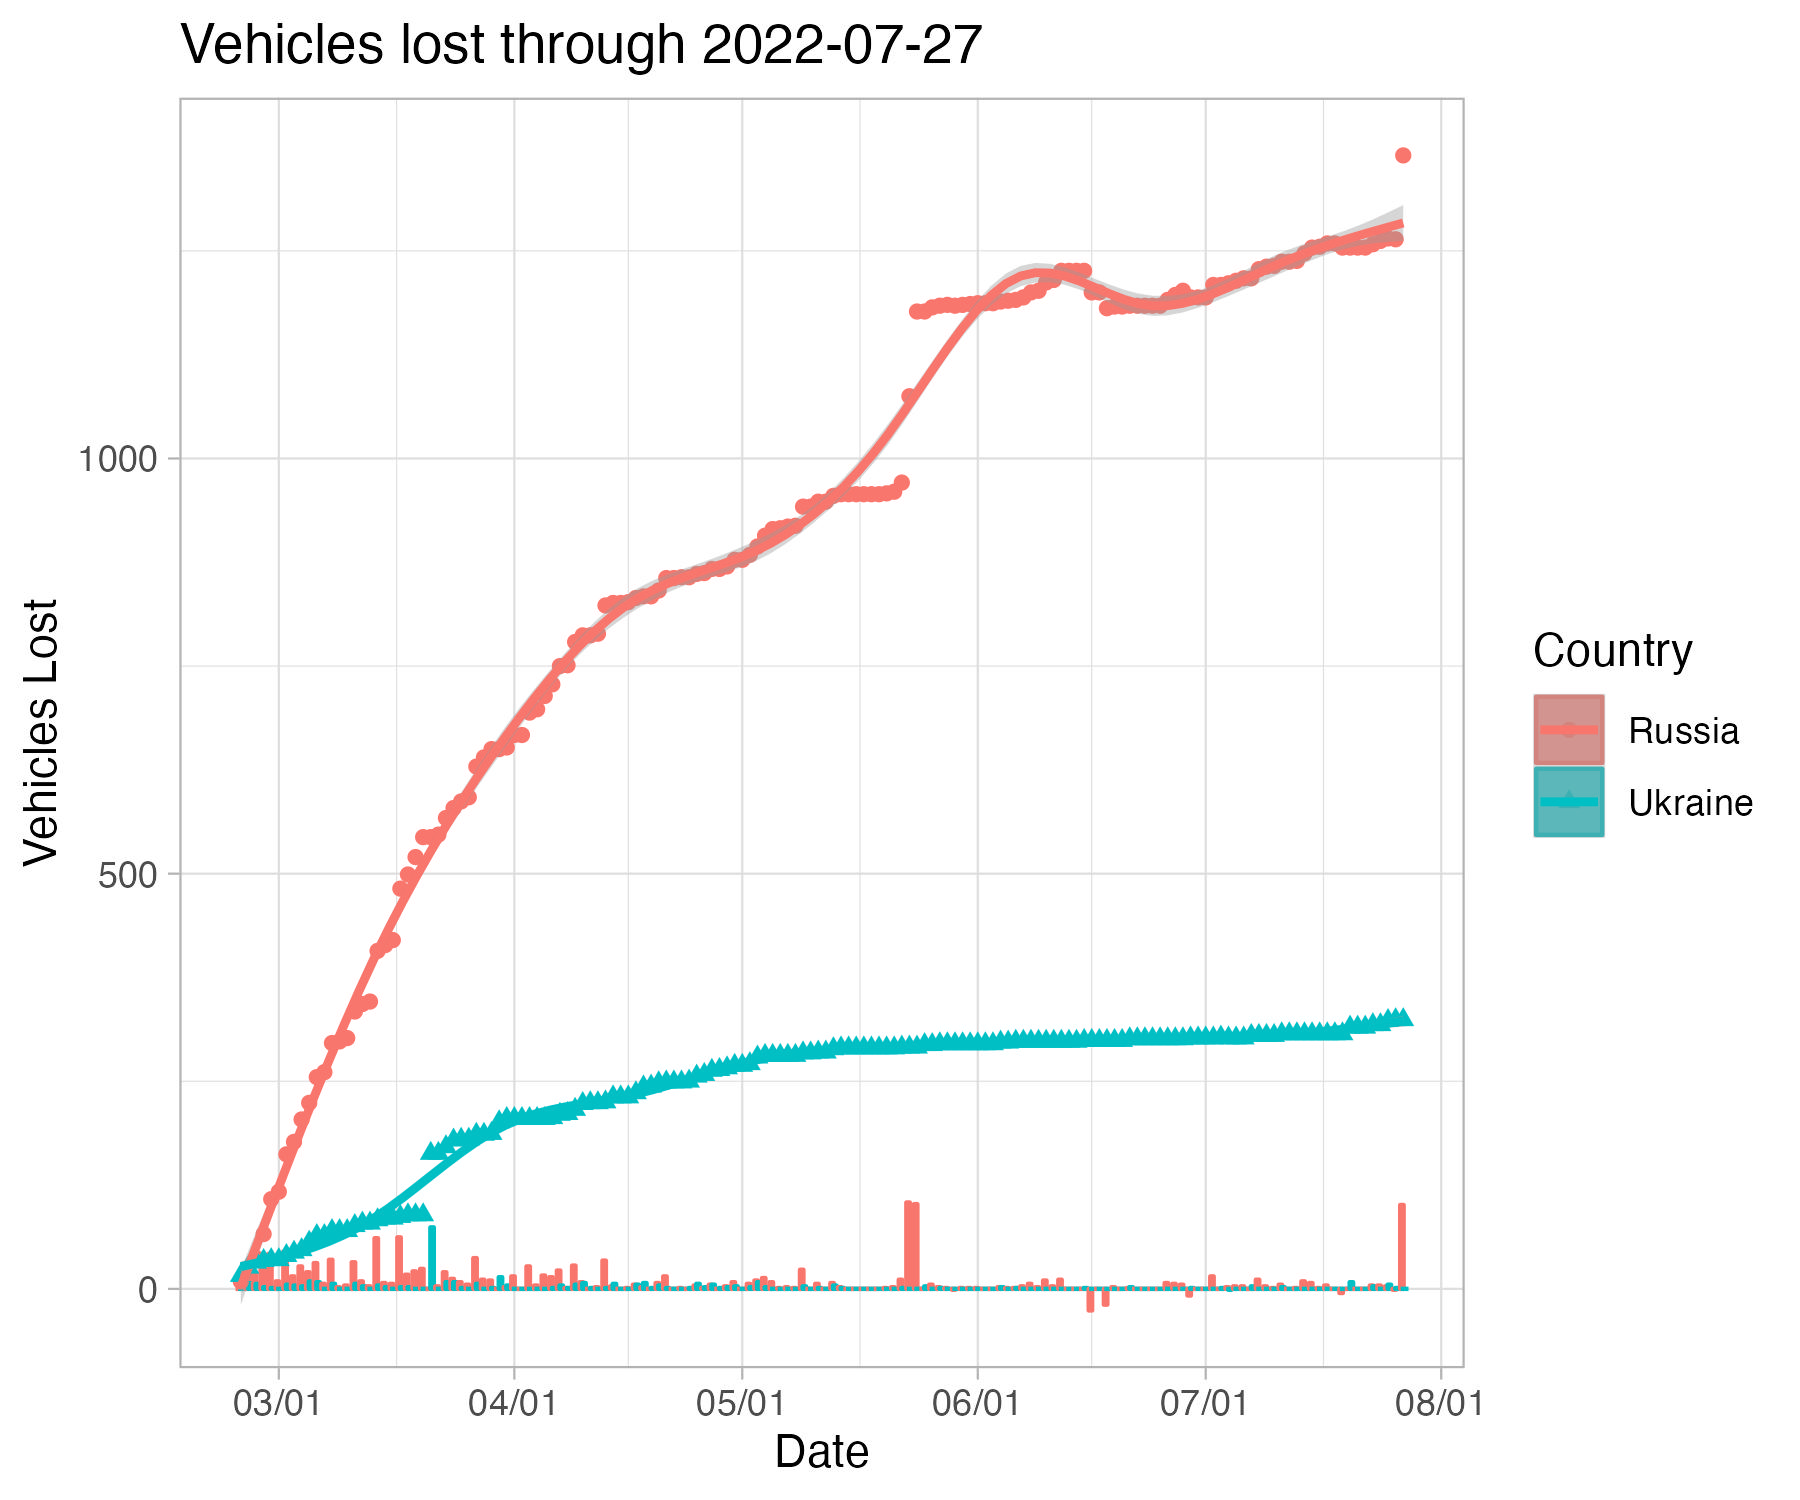 Vehicles lost through 2022-07-27
Vehicles Lost
1000
500
0
03/01
04/01
05/01
06/01
07/01
08/01
Date
Country
Russia
Ukraine